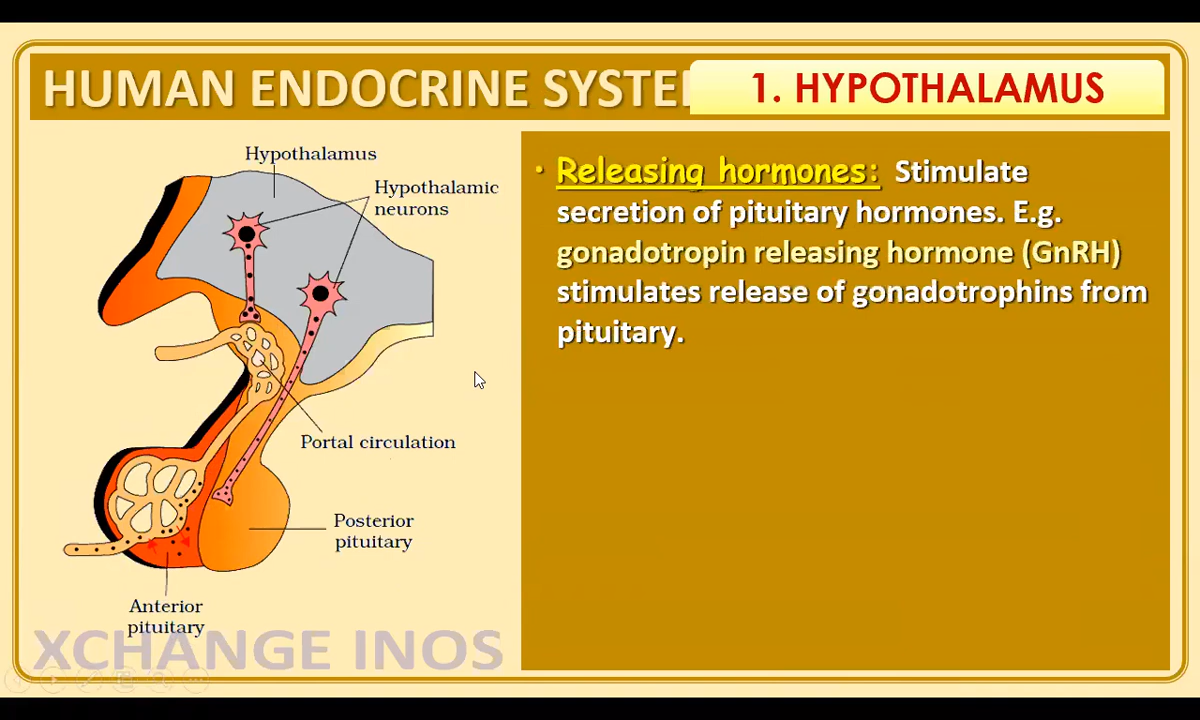 HUMAN ENDOCRINE SYSTE
1. HYPOTHALAMUS
Hypothalamus
Hypothalamic
neurons
Portal circulation
Posterior
pituitary
Anterior
pituitary
• Releasing hormones: Stimulate
secretion of pituitary hormones. E.g.
gonadotropin releasing hormone (GnRH)
stimulates release of gonadotrophins from
pituitary.
XCHANGE INOS